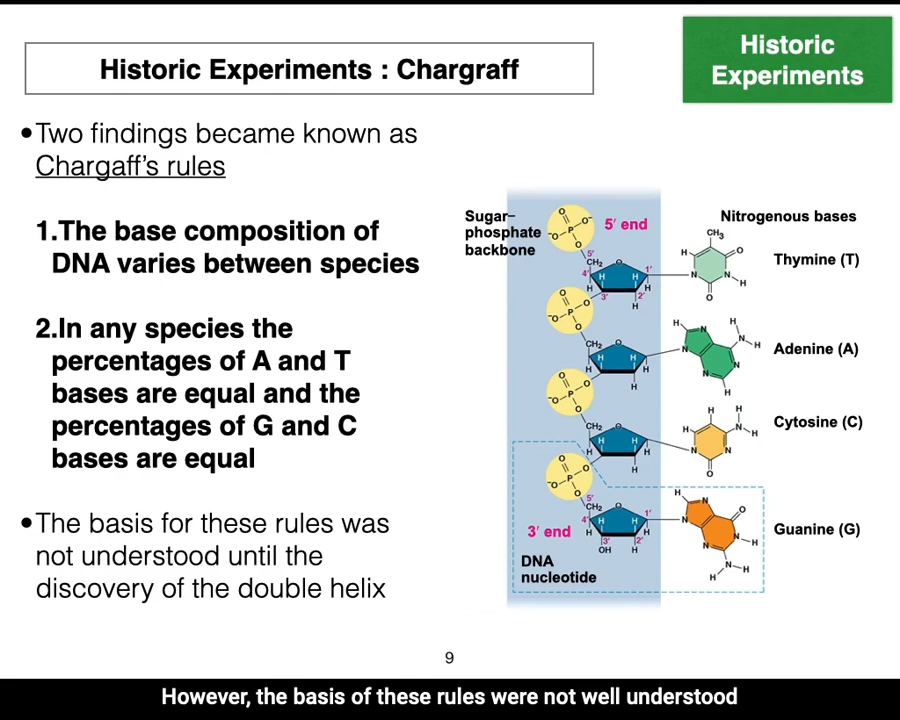 Historic Experiments : Chargraff
Historic
Experiments
•Two findings became known as
Chargaff's rules
1.The base composition of
DNA varies between species
2.In any species the
percentages of A and T
bases are equal and the
percentages of G and C
bases are equal
•The basis for these rules was
not understood until the
discovery of the double helix
Sugar–
phosphate
backbone
5′ end
Nitrogenous bases
Thymine (T)
Adenine (A)
Cytosine (C)
Guanine (G)
3′ end
DNA
nucleotide
9
However, the basis of these rules were not well understood